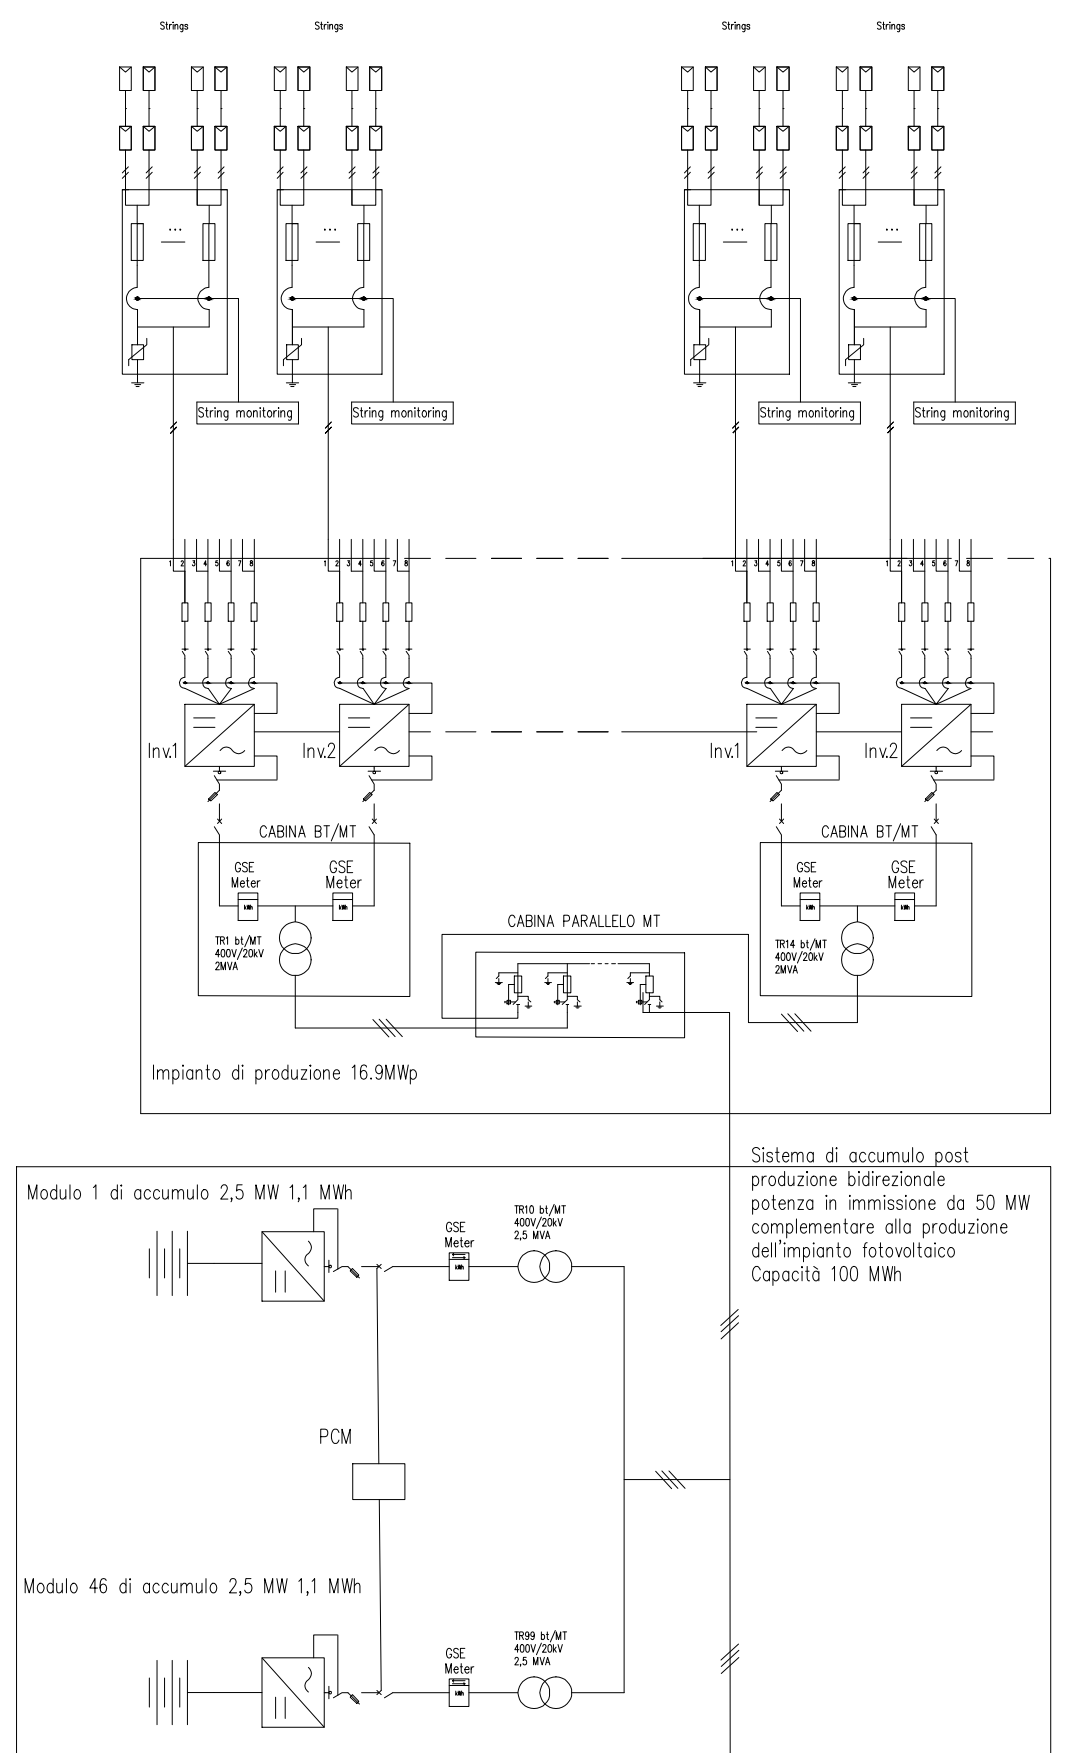 Strings
Strings
Strings
Strings
String monitoring
String monitoring
String monitoring
String monitoring
1 2 3 4 5 6 7 8
1 2 3 4 5 6 7 8
1 2 3 4 5 6 7 8
1 2 3 4 5 6 7 8
Inv.1
Inv.2
Inv.1
Inv.2
CABINA BT/MT
GSE
Meter
kWh
GSE
Meter
kWh
TR1 bt/MT
400V/20kV
2MVA
CABINA PARALLELO MT
CABINA BT/MT
GSE
Meter
kWh
GSE
Meter
kWh
TR14 bt/MT
400V/20kV
2MVA
Impianto di produzione 16.9MWp
Sistema di accumulo post
produzione bidirezionale
potenza in immissione da 50 MW
complementare alla produzione
dell'impianto fotovoltaico
Capacità 100 MWh
Modulo 1 di accumulo 2,5 MW 1,1 MWh
GSE
Meter
kWh
TR10 bt/MT
400V/20kV
2,5 MVA
PCM
Modulo 46 di accumulo 2,5 MW 1,1 MWh
GSE
Meter
kWh
TR99 bt/MT
400V/20kV
2,5 MVA